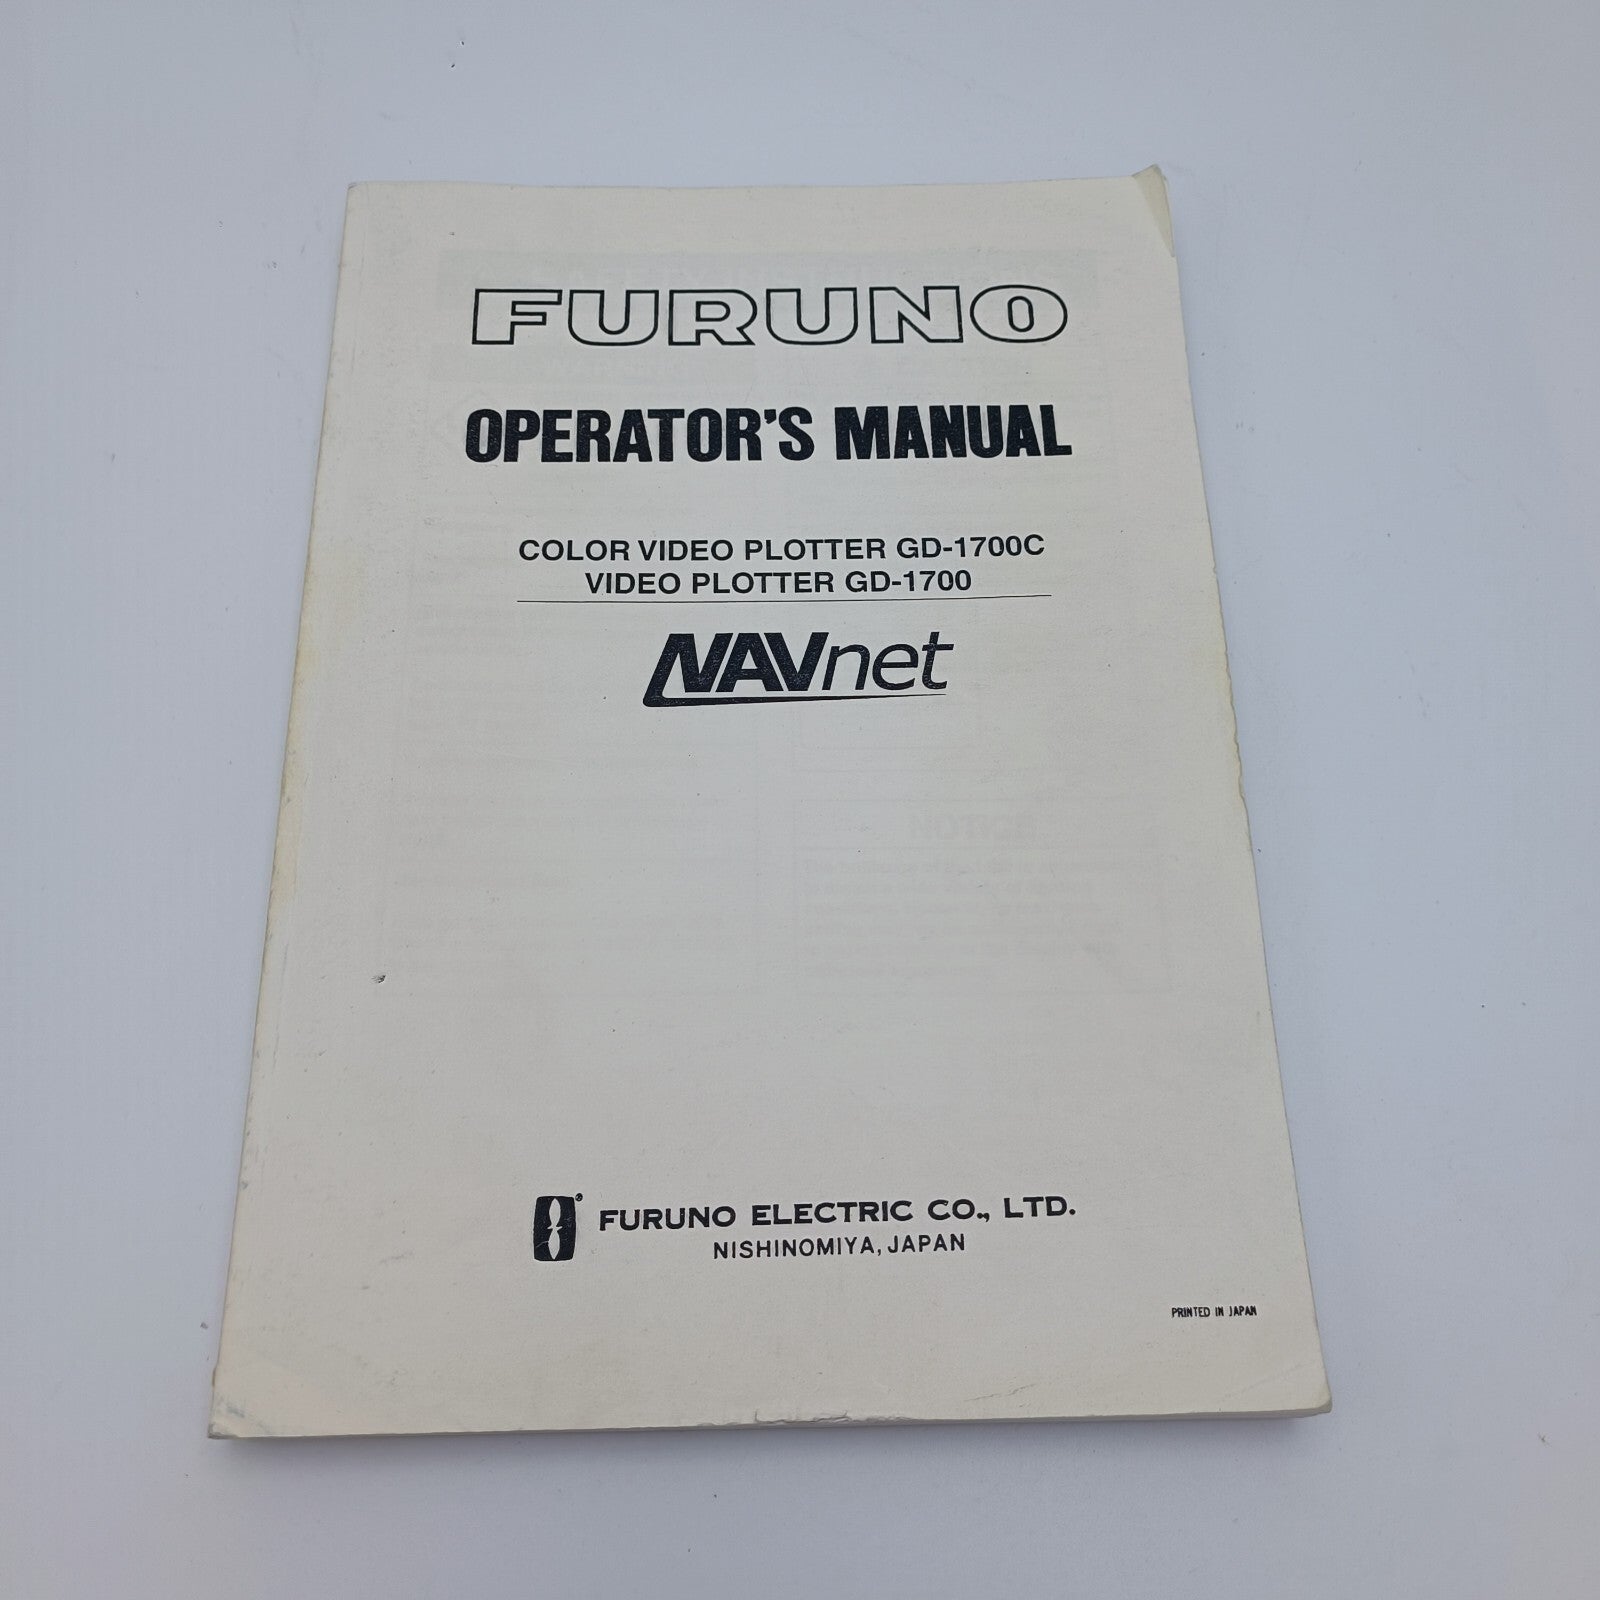 FURUNO
OPERATOR'S MANUAL
COLOR VIDEO PLOTTER GD-1700C
VIDEO PLOTTER GD-1700
NAVnet
® FURUNO ELECTRIC CO., LTD.
NISHINOMIYA, JAPAN
PRINTED IN JAPAN